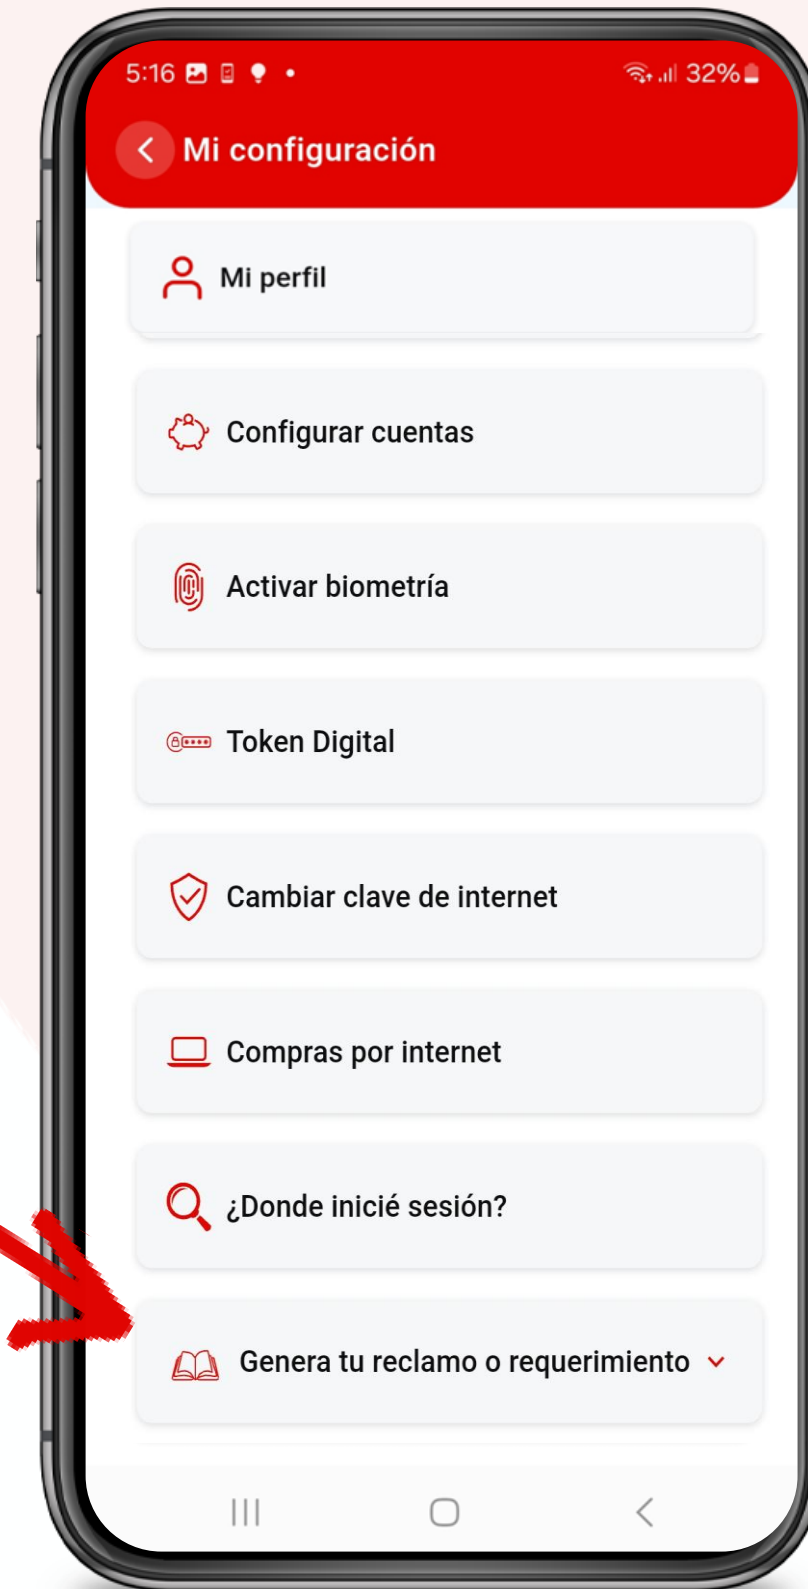 5:16
32%
Mi configuración
Mi perfil
Configurar cuentas
Activar biometría
Token Digital
Cambiar clave de internet
Compras por internet
¿Donde inicié sesión?
Genera tu reclamo o requerimiento